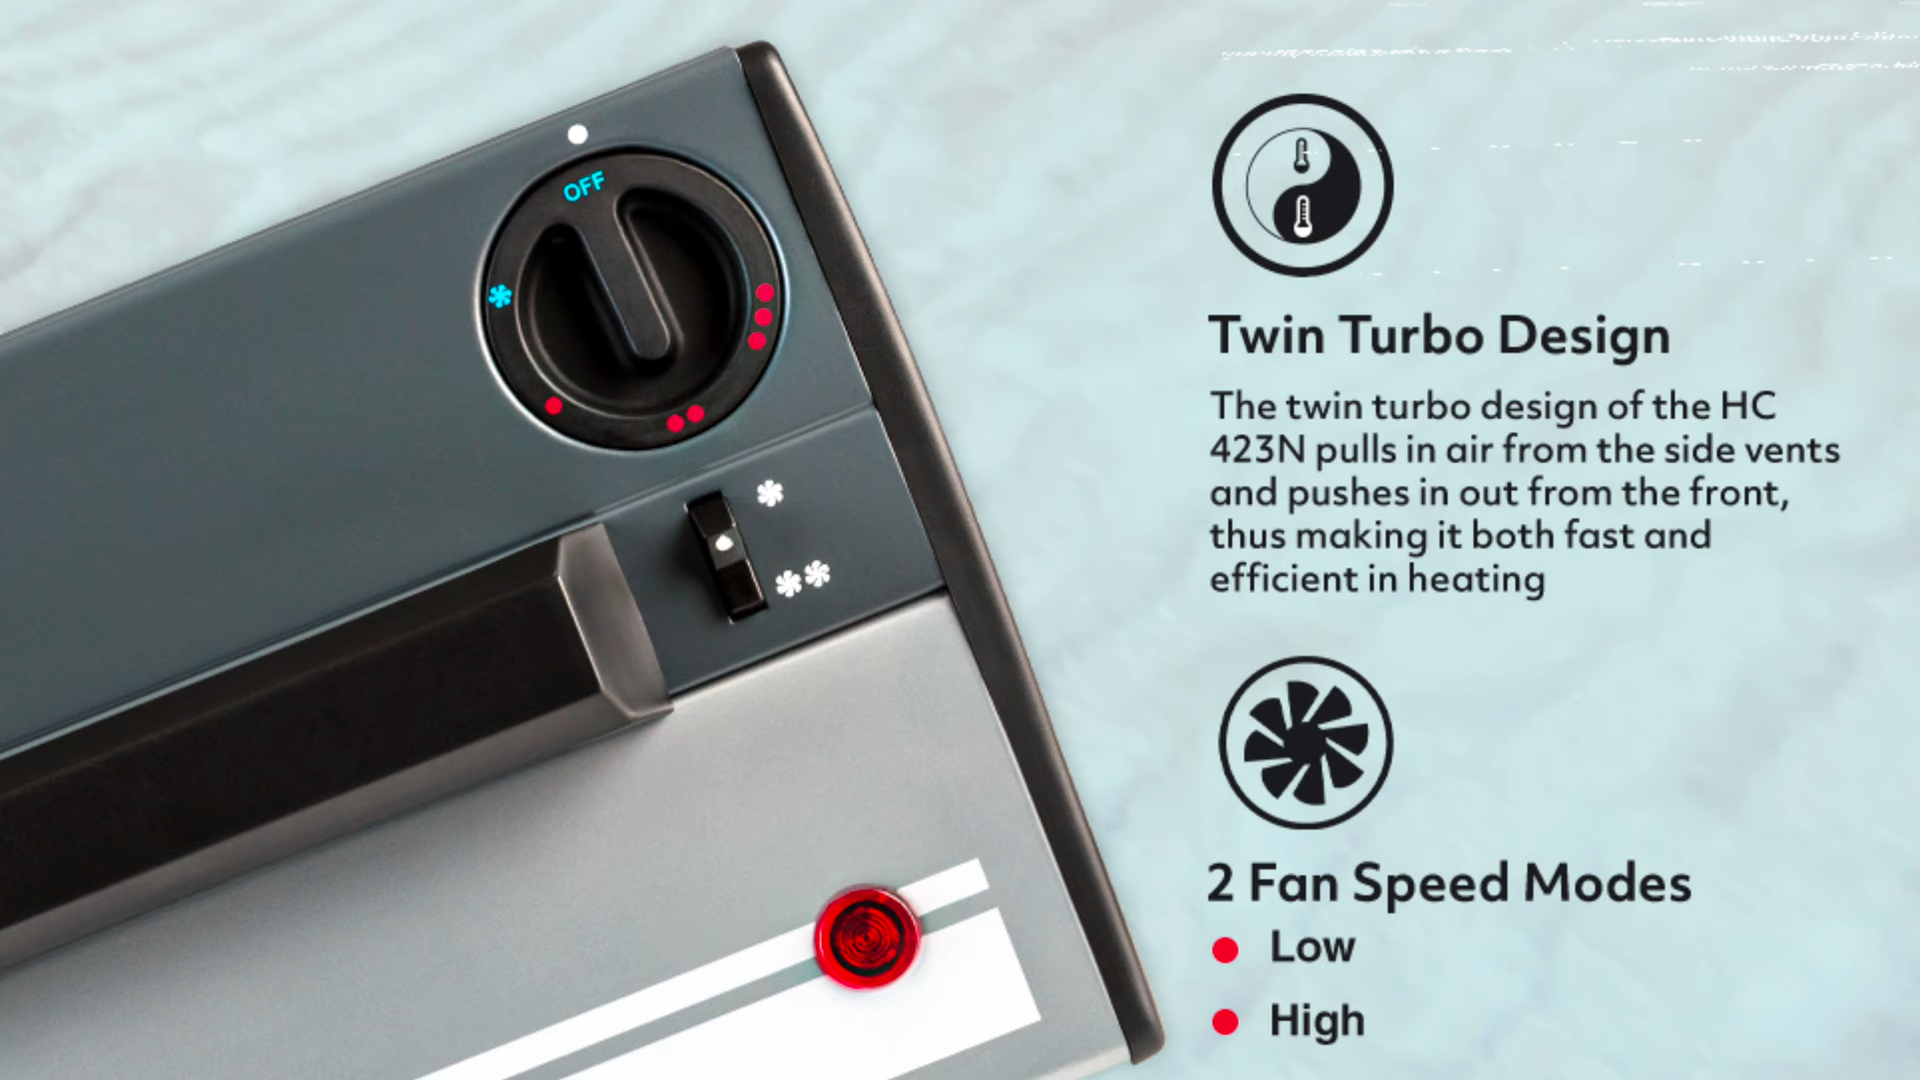 OFF
Twin Turbo Design
The twin turbo design of the HC
423N pulls in air from the side vents
and pushes in out from the front,
thus making it both fast and
efficient in heating
2 Fan Speed Modes
Low
High